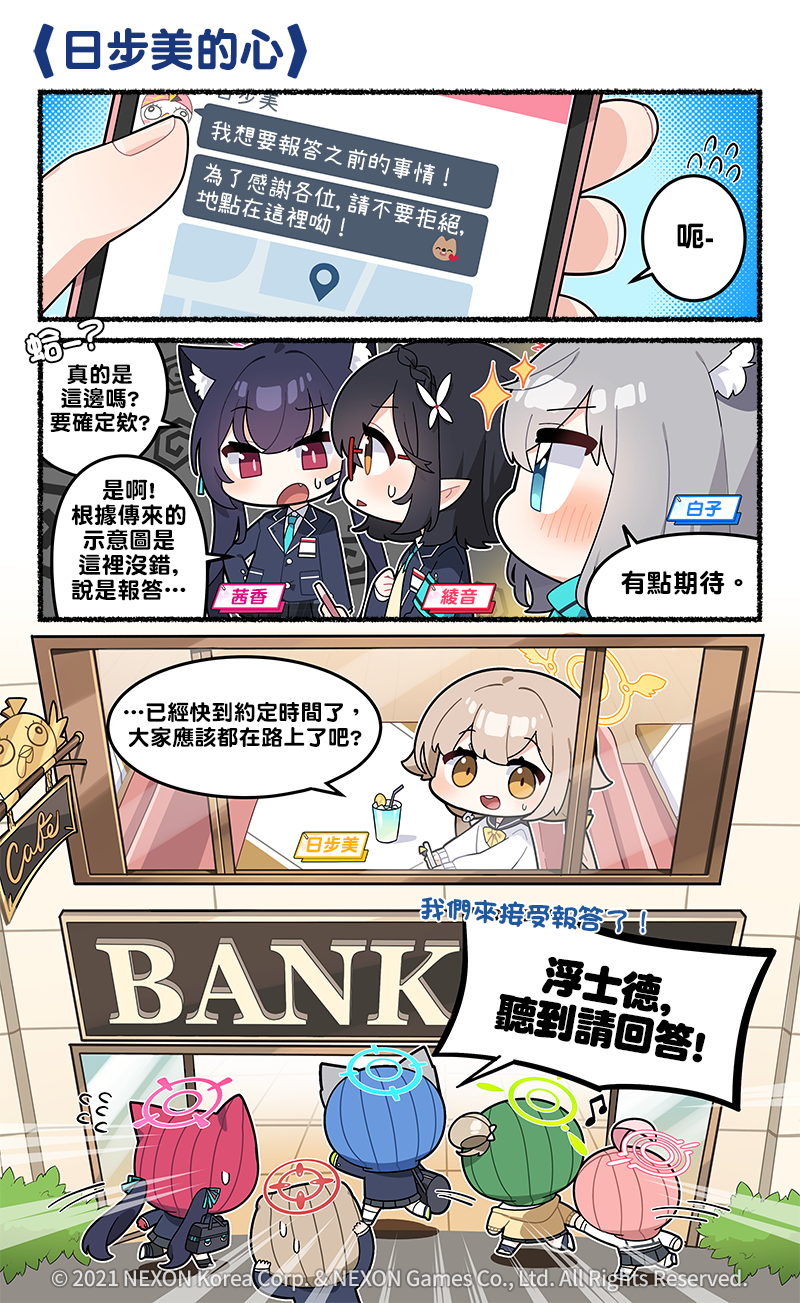 《日步美的心》
日步美
我想要報答之前的事情！
為了感謝各位，請不要拒絕，
地點在這裡呦！
呃-
蛤-?
真的是
這邊嗎?
要確定欸?
是啊!
根據傳來的
示意圖是
這裡沒錯,
說是報答⋯
茜香
綾音
白子
有點期待。
⋯已經快到約定時間了，
大家應該都在路上了吧?
日步美
Cafe
我們來接受報答了！
BANK
浮士德,
聽到請回答!
© 2021 NEXON Korea Corp. & NEXON Games Co., Ltd. All Rights Reserved.